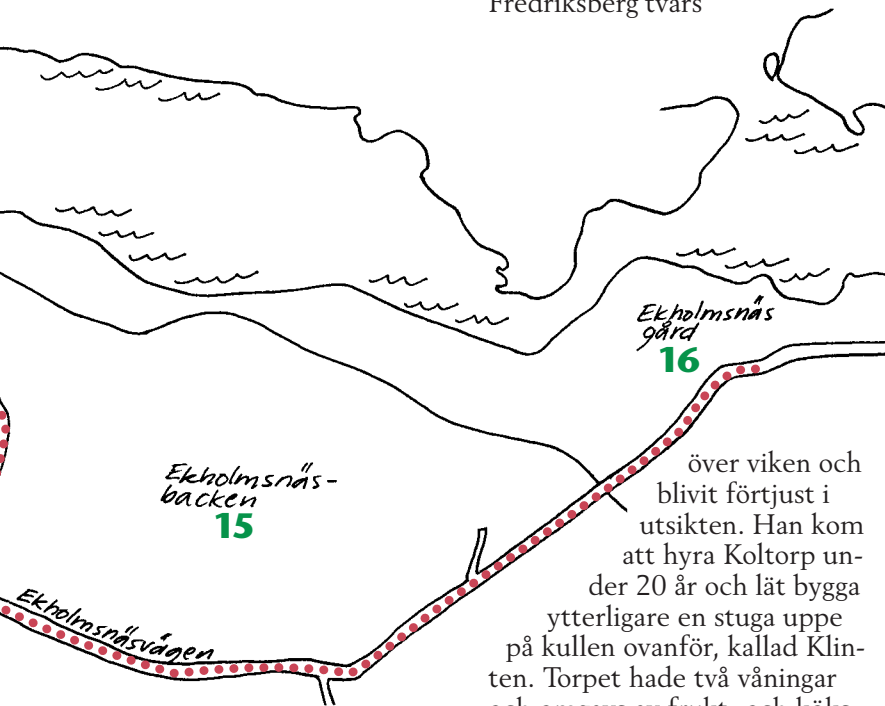 Fredriksberg tvärs
Ekholmsnäs
gård
16
Ekholmsnäs-
backen
15
Ekholmsnäsvägen
över viken och
blivit förtjust i
utsikten. Han kom
att hyra Koltorp un-
der 20 år och lät bygga
ytterligare en stuga uppe
på kullen ovanför, kallad Klin-
ten. Torpet hade två våningar